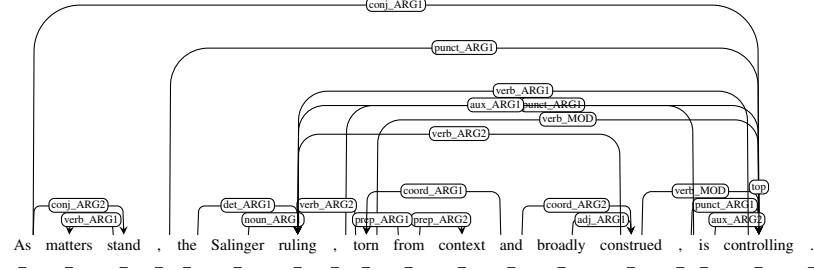 conj_ARG1
punct_ARG1
verb_ARG1
aux_ARG1 punct_ARG1
verb_MOD
verb_ARG2
coord_ARG1 verb_MOD top
conj_ARG2 det_ARG1 verb_ARG2 coord_ARG2 punct_ARG1
verb_ARG1 noun_ARG1 prep_ARG1 prep_ARG2 adj_ARG1 aux_ARG2
As matters stand , the Salinger ruling , torn from context and broadly construed , is controlling .
_ _ _ _ _ _ _ _ _ _ _ _ _ _ _ _ _ _